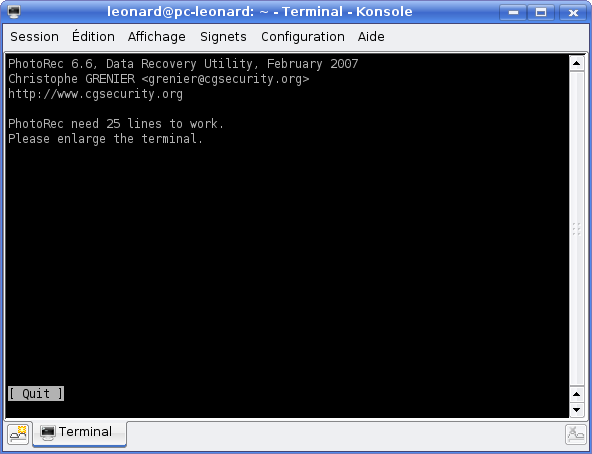 leonard@pc-leonard: ~ - Terminal - Konsole
Session Édition Affichage Signets Configuration Aide
PhotoRec 6.6, Data Recovery Utility, February 2007
Christophe GRENIER <grenier@cgsecurity.org>
http://www.cgsecurity.org
PhotoRec need 25 lines to work.
Please enlarge the terminal.
[ Quit ]
Terminal